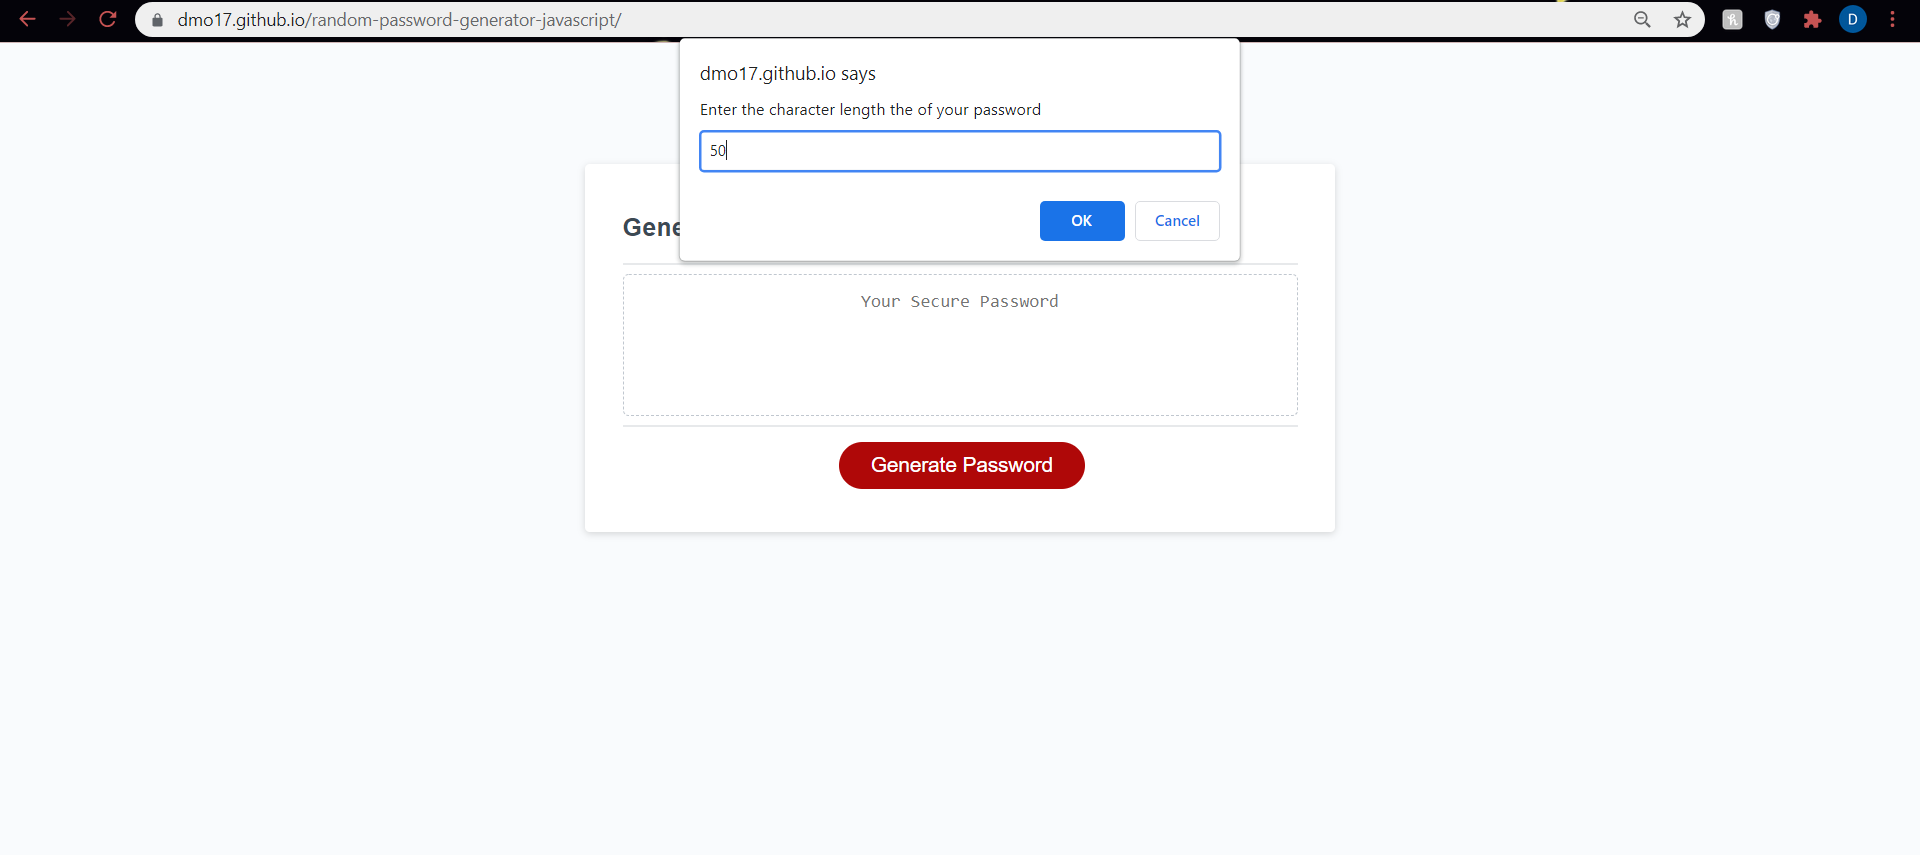 dmo17.github.io/random-password-generator-javascript/
D
dmo17.github.io says
Enter the character length the of your password
50
OK Cancel
Gene
Your Secure Password
Generate Password